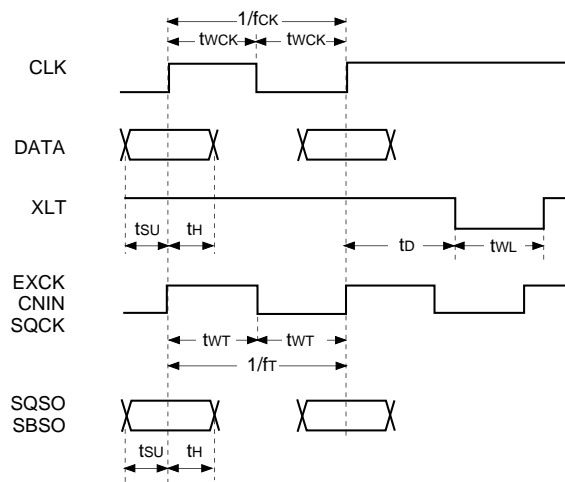 1/fCK
tWCK tWCK
CLK
DATA
XLT
tSU tH
tD tWL
EXCK
CNIN
SQCK
tWT tWT
1/fT
SQSO
SBSO
tSU tH